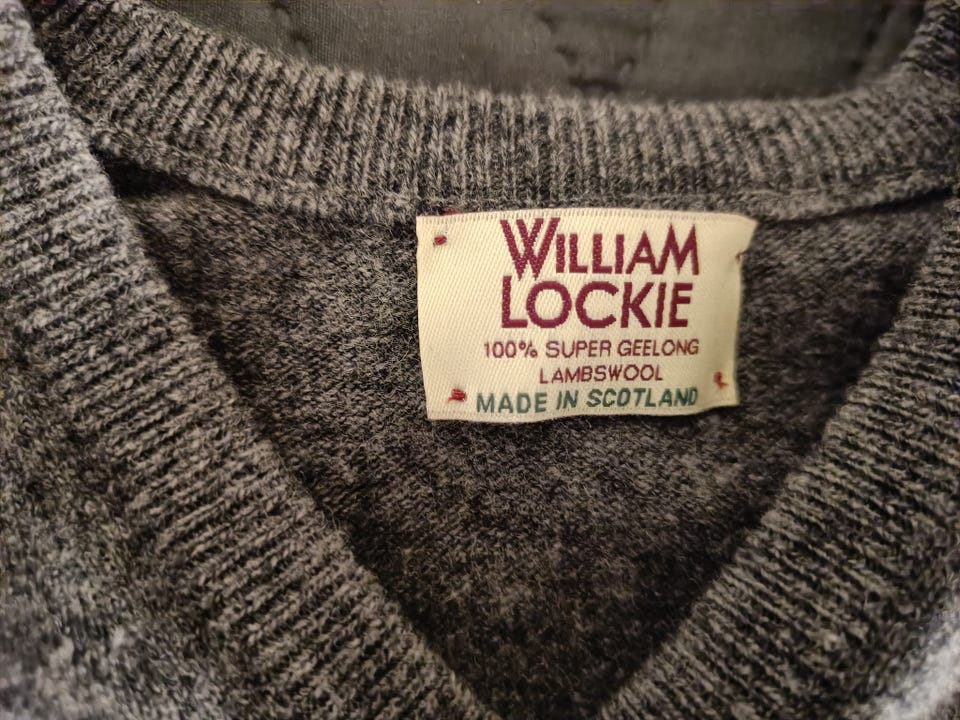 WILLIAM
LOCKIE
100% SUPER GEELONG
LAMBSWOOL
MADE IN SCOTLAND